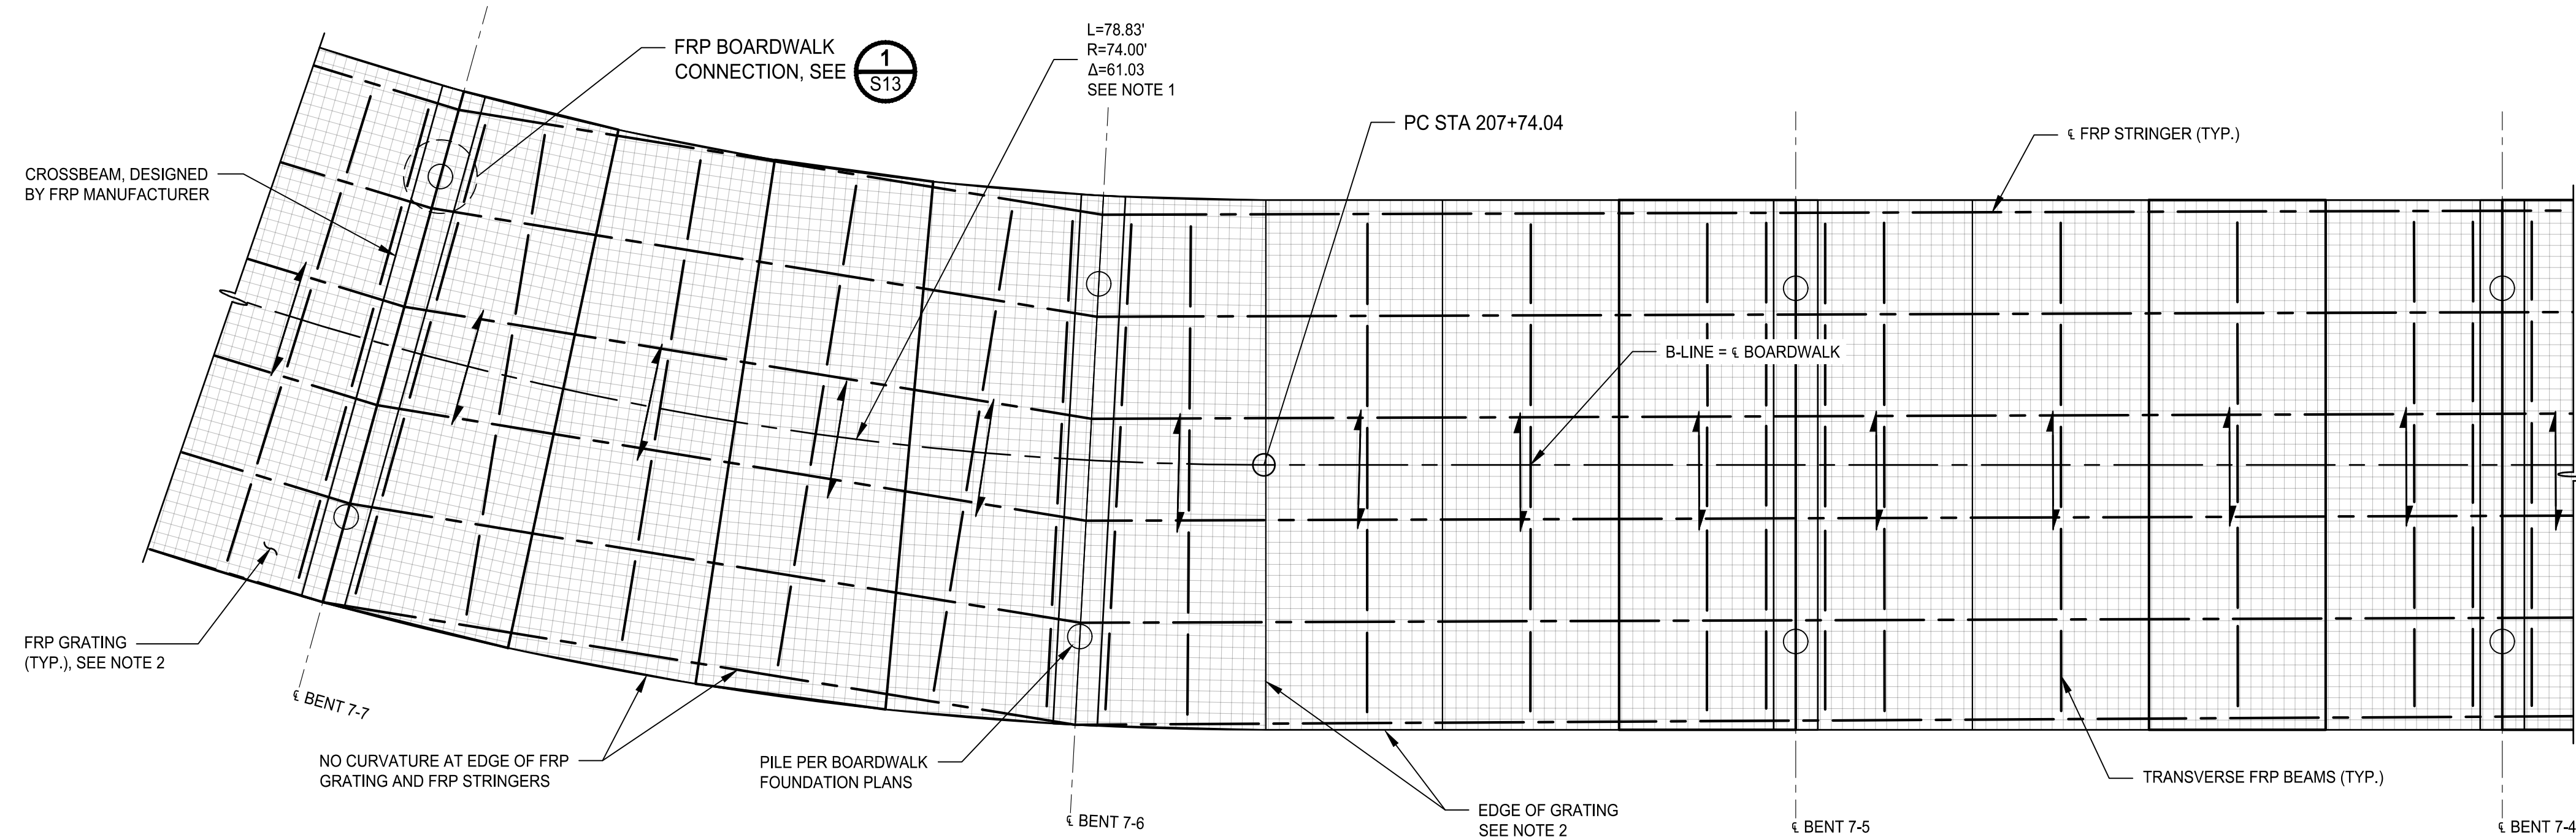 L=78.83'
R=74.00'
Δ=61.03
SEE NOTE 1
FRP BOARDWALK
CONNECTION, SEE
1
S13
PC STA 207+74.04
℄ FRP STRINGER (TYP.)
CROSSBEAM, DESIGNED
BY FRP MANUFACTURER
B-LINE = ℄ BOARDWALK
FRP GRATING
(TYP.), SEE NOTE 2
℄ BENT 7-7
NO CURVATURE AT EDGE OF FRP
GRATING AND FRP STRINGERS
PILE PER BOARDWALK
FOUNDATION PLANS
℄ BENT 7-6
EDGE OF GRATING
SEE NOTE 2
TRANSVERSE FRP BEAMS (TYP.)
℄ BENT 7-5
℄ BENT 7-4